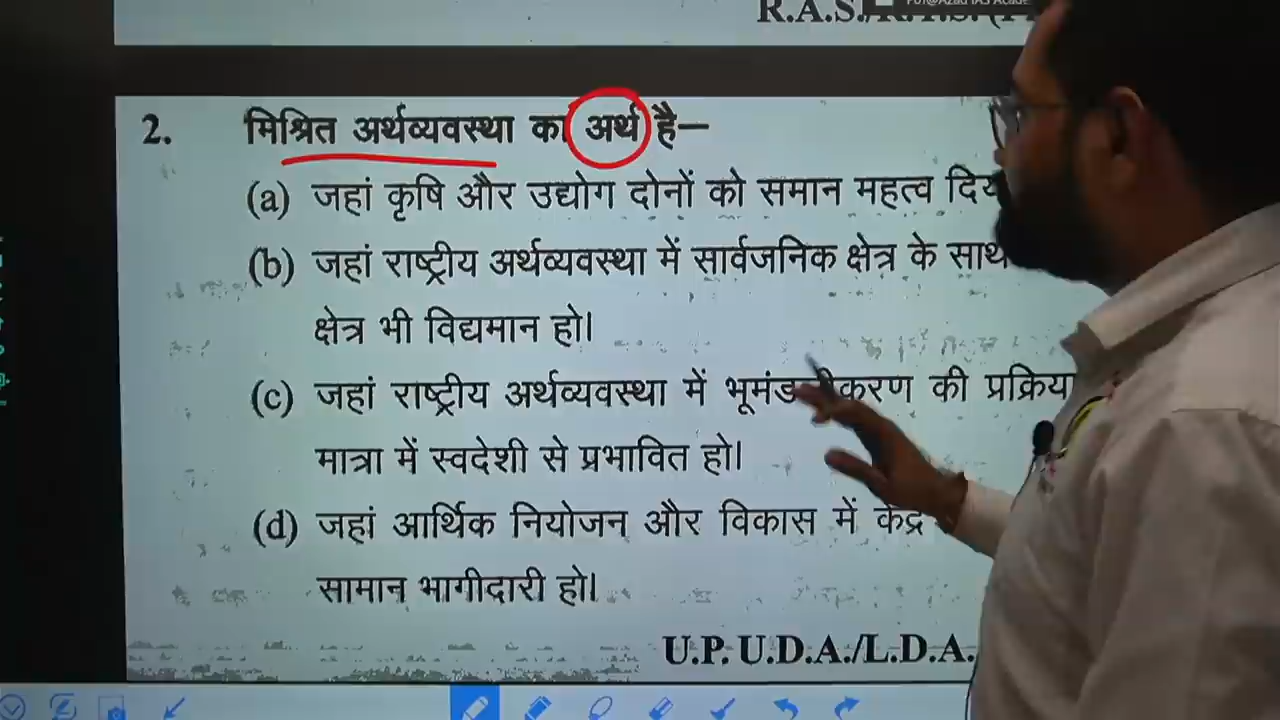 R.A.S./R.T.S.
2. मिश्रित अर्थव्यवस्था का अर्थ है–
(a) जहां कृषि और उद्योग दोनों को समान महत्व
(b) जहां राष्ट्रीय अर्थव्यवस्था में सार्वजनिक क्षेत्र के साथ
क्षेत्र भी विद्यमान हो।
(c) जहां राष्ट्रीय अर्थव्यवस्था में भूमंडलीकरण की प्रक्रिया
मात्रा में स्वदेशी से प्रभावित हो।
(d) जहां आर्थिक नियोजन और विकास में केंद्र
सामान भागीदारी हो।
U.P. U.D.A./L.D.A.